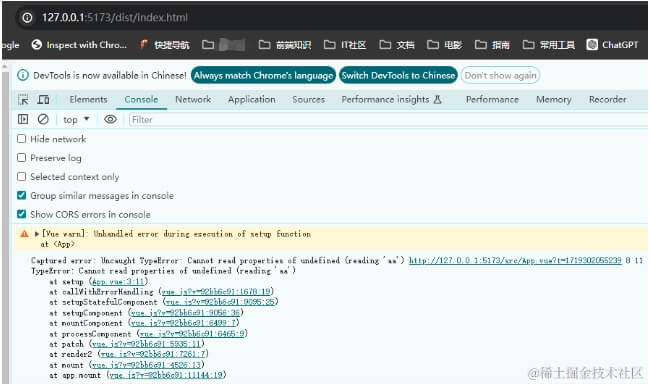 127.0.0.1:5173/dist/index.html
ogle Inspect with Chro... 快捷导航 前端知识 IT社区 文档 电影 指南 常用工具 ChatGPT
DevTools is now available in Chinese! Always match Chrome's language Switch DevTools to Chinese Don't show again
Elements Console Network Application Sources Performance insights Performance Memory Recorder
top Filter
Hide network
Preserve log
Selected context only
Group similar messages in console
Show CORS errors in console
[Vue warn]: Unhandled error during execution of setup function
at <App>
Captured error: Uncaught TypeError: Cannot read properties of undefined (reading 'aa') http://127.0.0.1:5173/src/App.vue?t=1719302055239 8 11
TypeError: Cannot read properties of undefined (reading 'aa')
at setup (App.vue:3:11)
at callWithErrorHandling (vue.js?v=92bb6c91:1678:19)
at setupStatefulComponent (vue.js?v=92bb6c91:9095:25)
at setupComponent (vue.js?v=92bb6c91:9056:36)
at mountComponent (vue.js?v=92bb6c91:6499:7)
at processComponent (vue.js?v=92bb6c91:6465:9)
at patch (vue.js?v=92bb6c91:5935:11)
at render2 (vue.js?v=92bb6c91:7261:7)
at mount (vue.js?v=92bb6c91:4526:13)
at app.mount (vue.js?v=92bb6c91:11144:19)
@稀土掘金技术社区